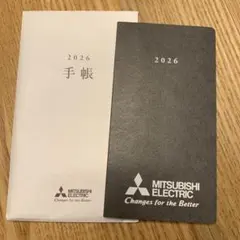 2026
手帳
MITSUBISHI
ELECTRIC
Changes for the Better
2026
MITSUBISHI
ELECTRIC
Changes for the Better